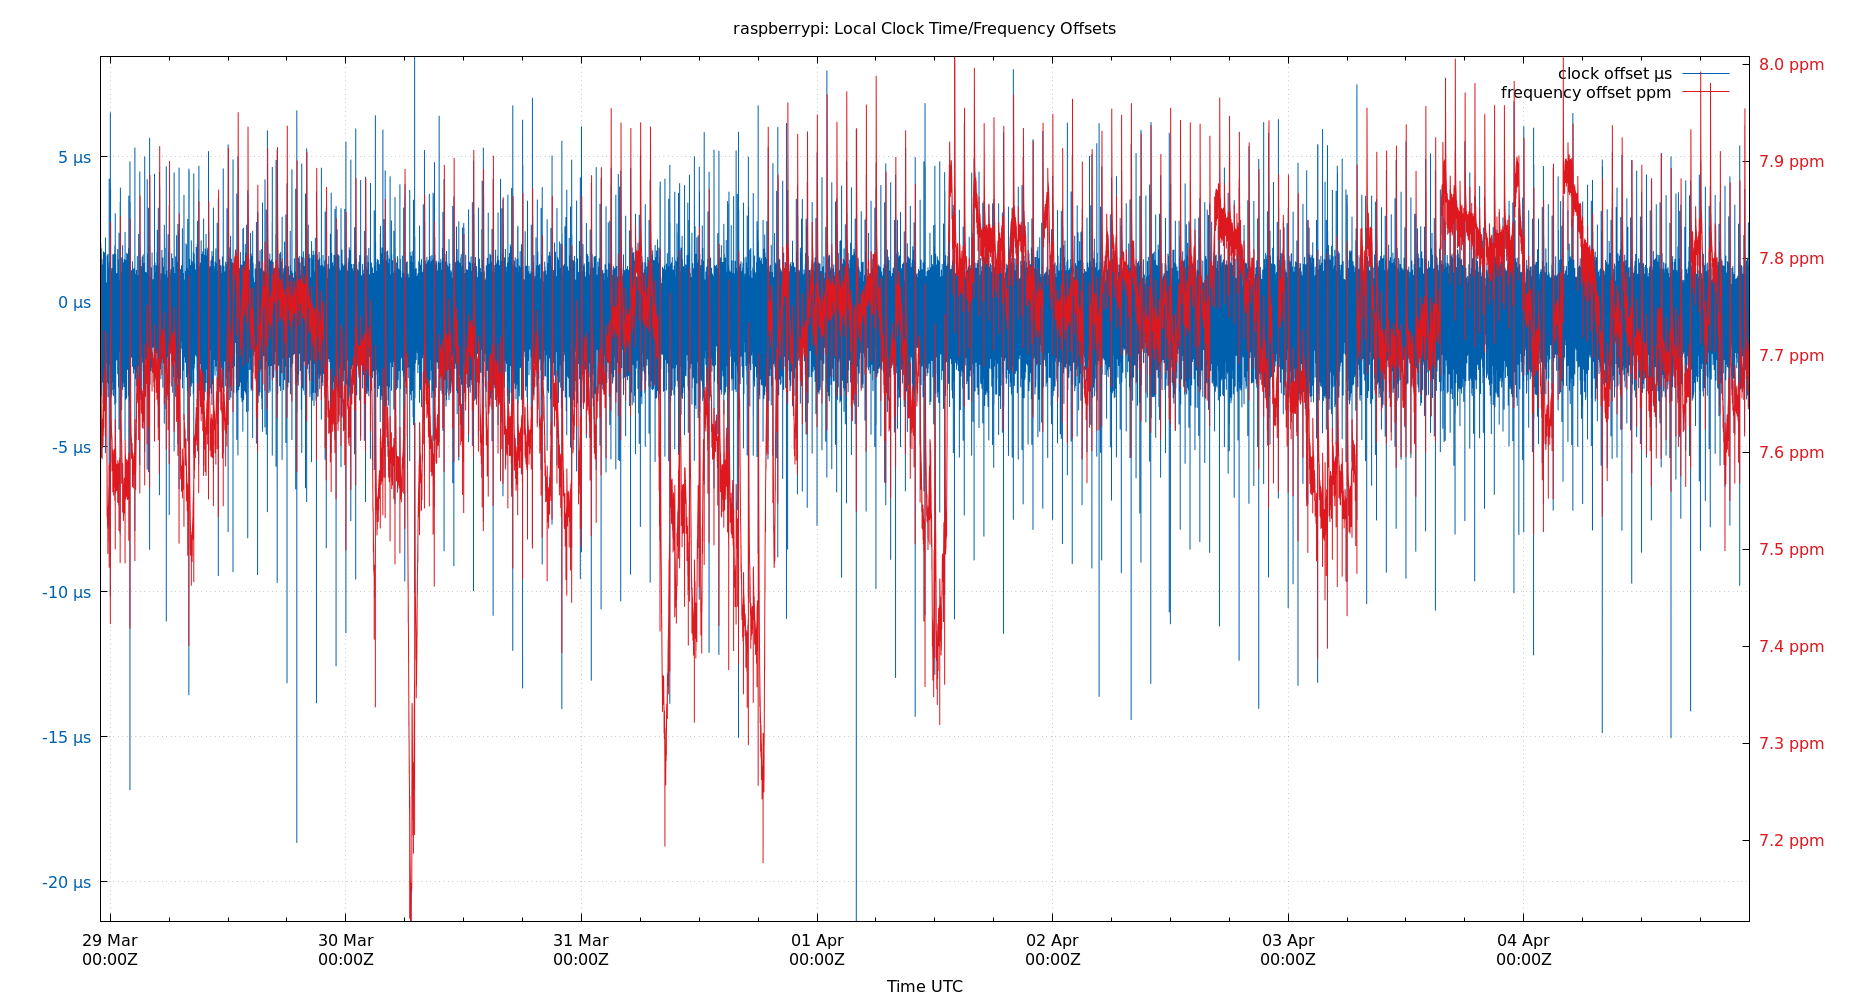 raspberrypi: Local Clock Time/Frequency Offsets
clock offset µs
frequency offset ppm
5 µs
0 µs
-5 µs
-10 µs
-15 µs
-20 µs
8.0 ppm
7.9 ppm
7.8 ppm
7.7 ppm
7.6 ppm
7.5 ppm
7.4 ppm
7.3 ppm
7.2 ppm
29 Mar
00:00Z
30 Mar
00:00Z
31 Mar
00:00Z
01 Apr
00:00Z
02 Apr
00:00Z
03 Apr
00:00Z
04 Apr
00:00Z
Time UTC